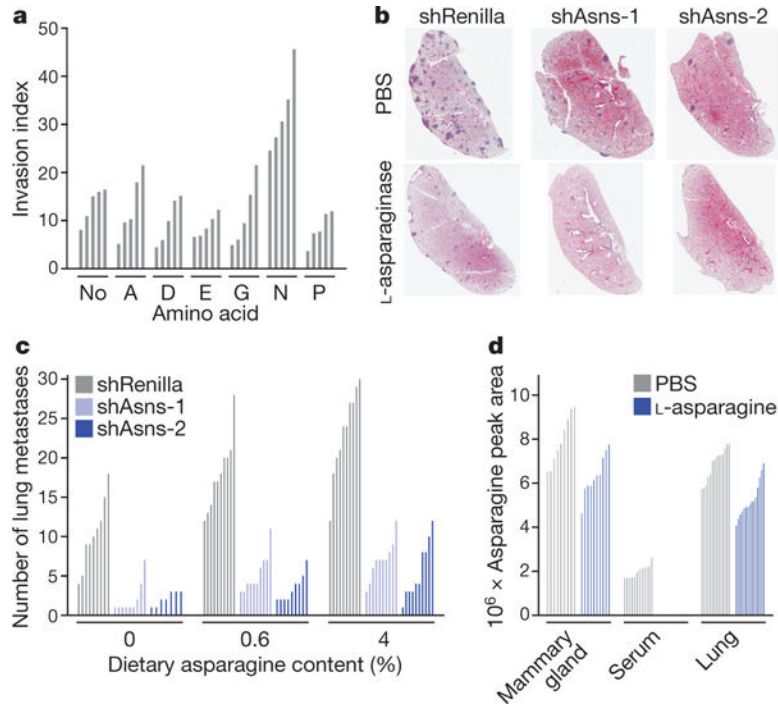 a
Invasion index
50
40
30
20
10
0
No A D E G N P
Amino acid
b
shRenilla shAsns-1 shAsns-2
PBS
L-asparaginase
c
Number of lung metastases
30
25
20
15
10
5
0
shRenilla
shAsns-1
shAsns-2
0 0.6 4
Dietary asparagine content (%)
d
10⁶ × Asparagine peak area
10
8
6
4
2
0
PBS
L-asparagine
Mammary gland
Serum
Lung